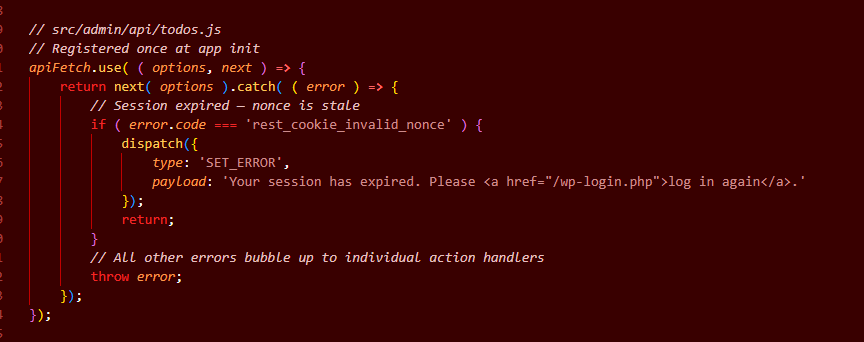 // src/admin/api/todos.js
// Registered once at app init
apiFetch.use( ( options, next ) => {
    return next( options ).catch( ( error ) => {
        // Session expired — nonce is stale
        if ( error.code === 'rest_cookie_invalid_nonce' ) {
            dispatch({
                type: 'SET_ERROR',
                payload: 'Your session has expired. Please <a href="/wp-login.php">log in again</a>.'
            });
            return;
        }
        // All other errors bubble up to individual action handlers
        throw error;
    });
});